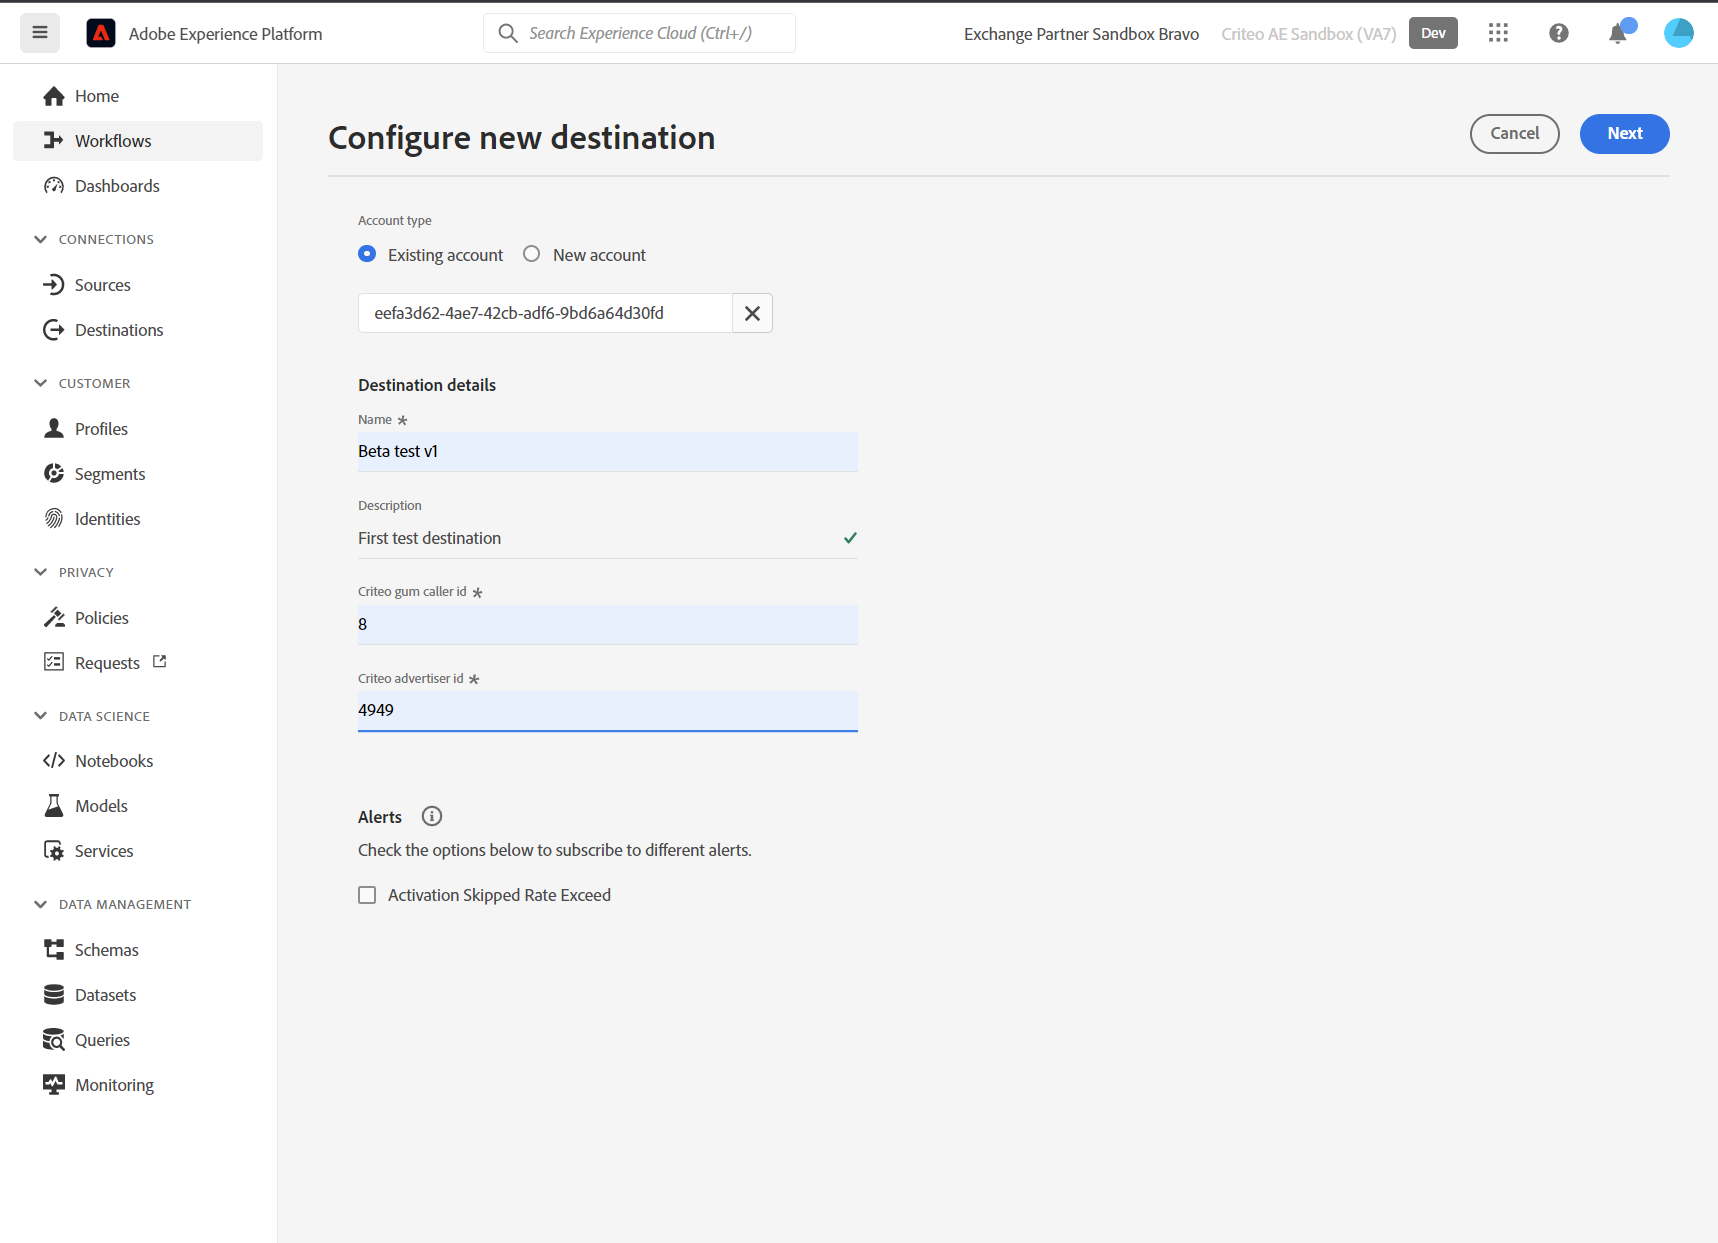 Adobe Experience Platform
Search Experience Cloud (Ctrl+/)
Exchange Partner Sandbox Bravo
Criteo AE Sandbox (VA7)
Dev
Home
Workflows
Dashboards
CONNECTIONS
Sources
Destinations
CUSTOMER
Profiles
Segments
Identities
PRIVACY
Policies
Requests
DATA SCIENCE
Notebooks
Models
Services
DATA MANAGEMENT
Schemas
Datasets
Queries
Monitoring
Configure new destination
Cancel
Next
Account type
Existing account
New account
eefa3d62-4ae7-42cb-adf6-9bd6a64d30fd
Destination details
Name *
Beta test v1
Description
First test destination
Criteo gum caller id *
8
Criteo advertiser id *
4949
Alerts
Check the options below to subscribe to different alerts.
Activation Skipped Rate Exceed